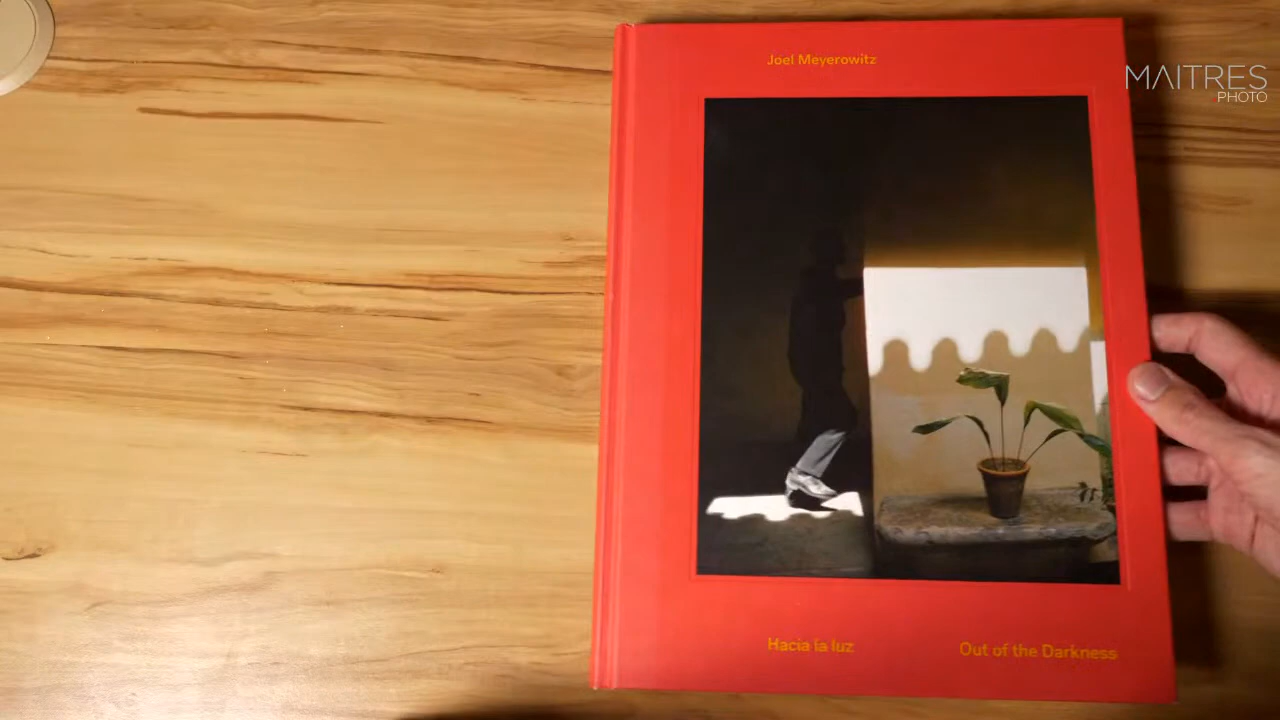 Joel Meyerowitz
MAITRES
.PHOTO
Hacia la luz
Out of the Darkness